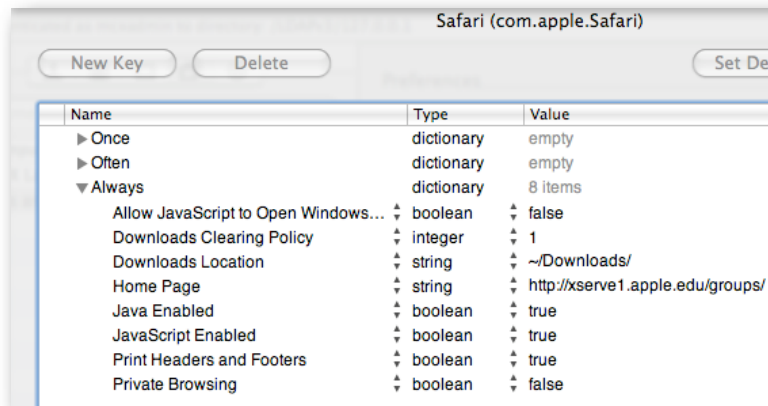 Safari (com.apple.Safari)
New Key Delete Set De
Name Type Value
Once dictionary empty
Often dictionary empty
Always dictionary 8 items
Allow JavaScript to Open Windows... boolean false
Downloads Clearing Policy integer 1
Downloads Location string ~/Downloads/
Home Page string http://xserve1.apple.edu/groups/
Java Enabled boolean true
JavaScript Enabled boolean true
Print Headers and Footers boolean true
Private Browsing boolean false